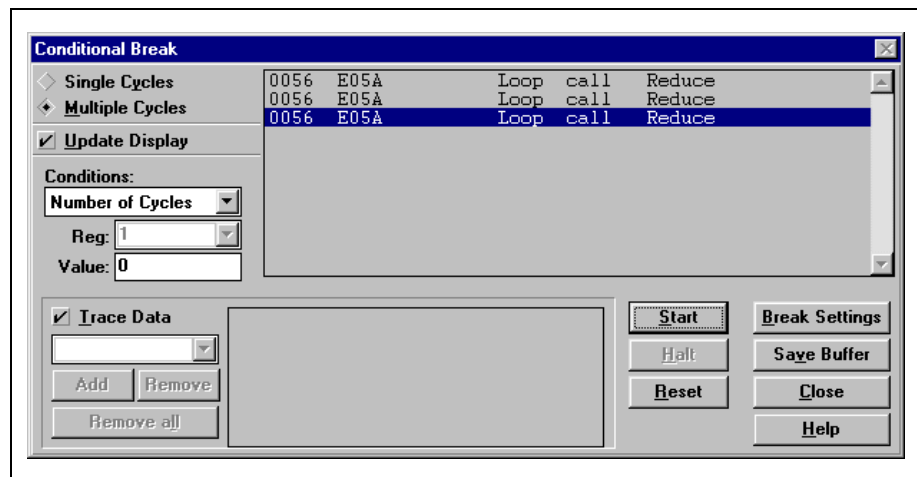 Conditional Break
Single Cycles
Multiple Cycles
Update Display
Conditions:
Number of Cycles
Reg: 1
Value: 0
0056 E05A Loop call Reduce
0056 E05A Loop call Reduce
0056 E05A Loop call Reduce
Trace Data
Add Remove
Remove all
Start
Halt
Reset
Break Settings
Save Buffer
Close
Help